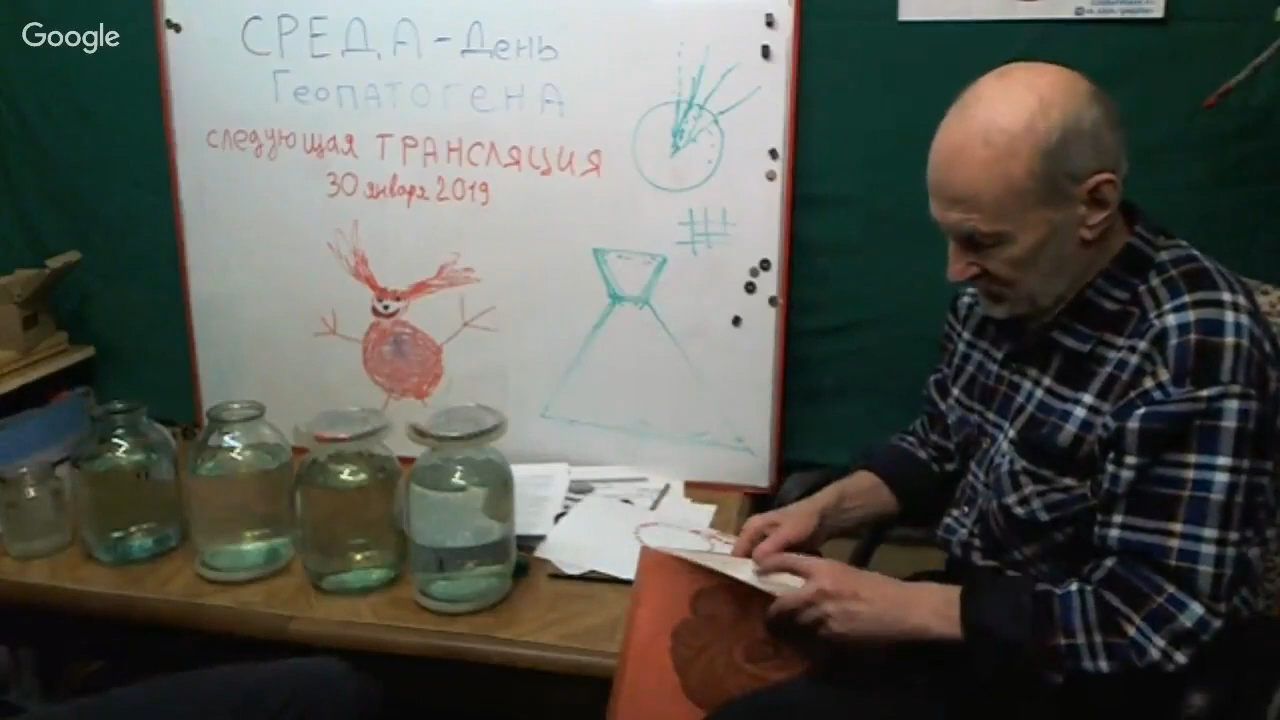 Google
СРЕДА - День
Геопатогена
следующая ТРАНСЛЯЦИЯ
30 января 2019